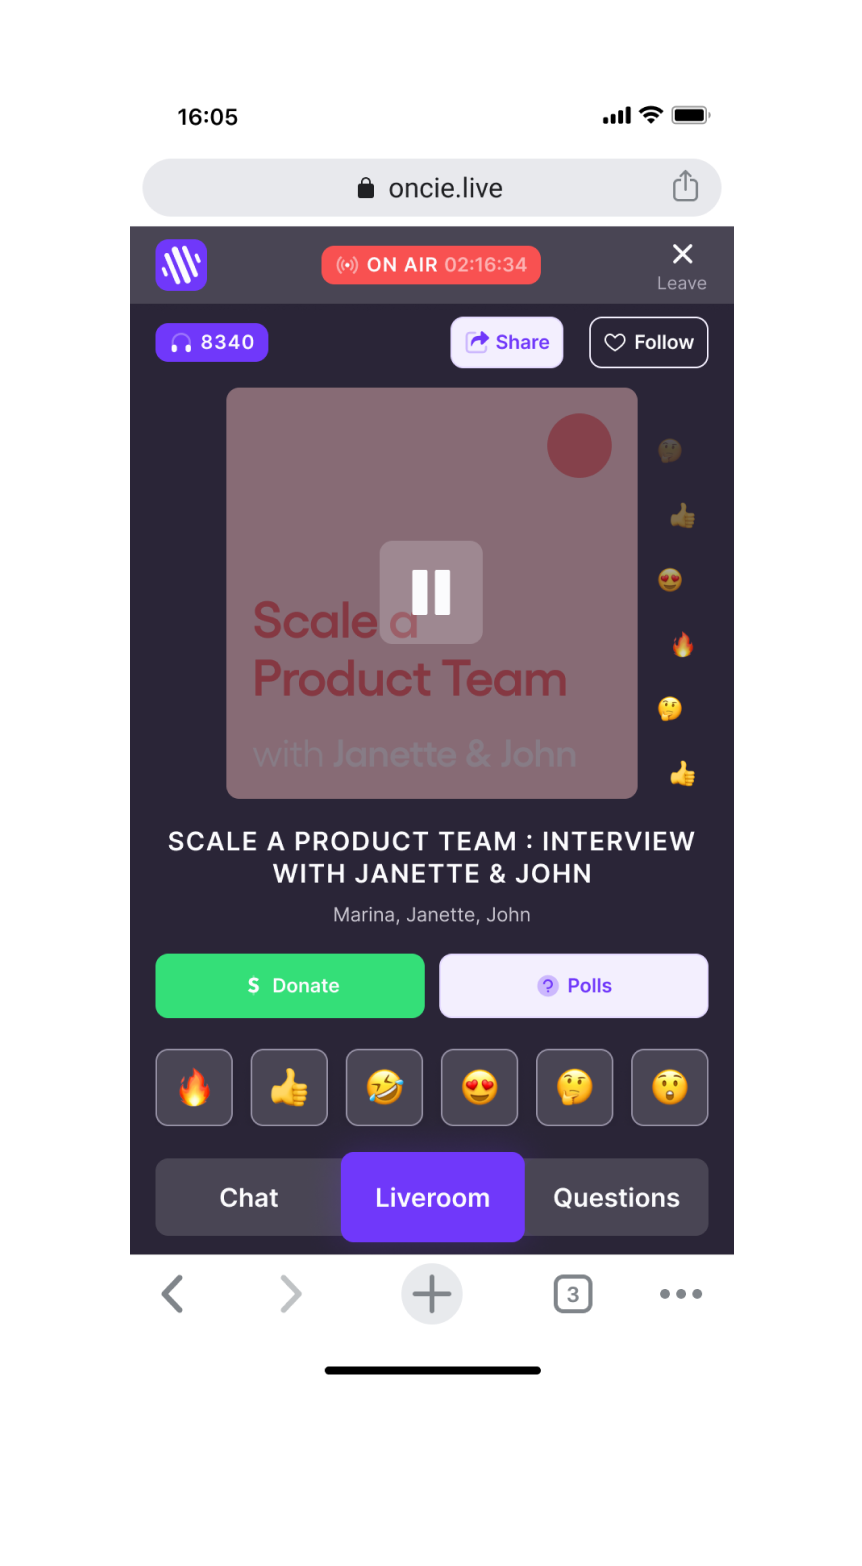 16:05
oncie.live
ON AIR 02:16:34
Leave
8340
Share
Follow
Scale a
Product Team
with Janette & John
SCALE A PRODUCT TEAM : INTERVIEW
WITH JANETTE & JOHN
Marina, Janette, John
$ Donate
? Polls
Chat
Liveroom
Questions
3